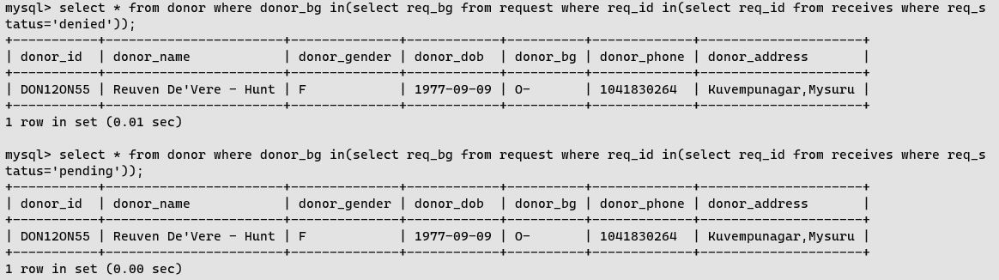 mysql> select * from donor where donor_bg in(select req_bg from request where req_id in(select req_id from receives where req_s
tatus='denied'));
+-----------+-----------------------+--------------+------------+----------+-------------+---------------------+
| donor_id  | donor_name            | donor_gender | donor_dob  | donor_bg | donor_phone | donor_address       |
+-----------+-----------------------+--------------+------------+----------+-------------+---------------------+
| DON12ON55 | Reuven De'Vere - Hunt | F            | 1977-09-09 | O-       | 1041830264  | Kuvempunagar,Mysuru |
+-----------+-----------------------+--------------+------------+----------+-------------+---------------------+
1 row in set (0.01 sec)
mysql> select * from donor where donor_bg in(select req_bg from request where req_id in(select req_id from receives where req_s
tatus='pending'));
+-----------+-----------------------+--------------+------------+----------+-------------+---------------------+
| donor_id  | donor_name            | donor_gender | donor_dob  | donor_bg | donor_phone | donor_address       |
+-----------+-----------------------+--------------+------------+----------+-------------+---------------------+
| DON12ON55 | Reuven De'Vere - Hunt | F            | 1977-09-09 | O-       | 1041830264  | Kuvempunagar,Mysuru |
+-----------+-----------------------+--------------+------------+----------+-------------+---------------------+
1 row in set (0.00 sec)